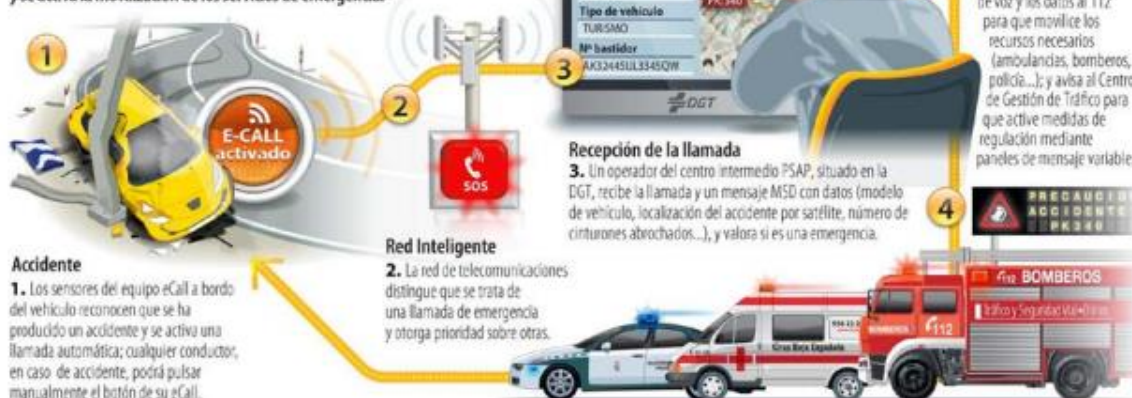 y se activa la movilización de los servicios de emergencias
1
E-CALL
activado
2
SOS
3
Tipo de vehículo
TURISMO
Nº bastidor
AK32445UL3345QW
PK:340
DGT
de voz y los datos al 112
para que movilice los
recursos necesarios
(ambulancias, bomberos,
policía...); y avisa al Centro
de Gestión de Tráfico para
que active medidas de
regulación mediante
paneles de mensaje variable
Recepción de la llamada
3. Un operador del centro intermedio PSAP, situado en la
DGT, recibe la llamada y un mensaje MSD con datos (modelo
de vehículo, localización del accidente por satélite, número de
cinturones abrochados...), y valora si es una emergencia.
4
PRECAUCIÓN
ACCIDENTE
PK340
Red Inteligente
2. La red de telecomunicaciones
distingue que se trata de
una llamada de emergencia
y otorga prioridad sobre otras.
Accidente
1. Los sensores del equipo eCall a bordo
del vehículo reconocen que se ha
producido un accidente y se activa una
llamada automática; cualquier conductor,
en caso de accidente, podrá pulsar
manualmente el botón de su eCall.
Cruz Roja Española
BOMBEROS
112
112 BOMBEROS
Tráfico y Seguridad Vial